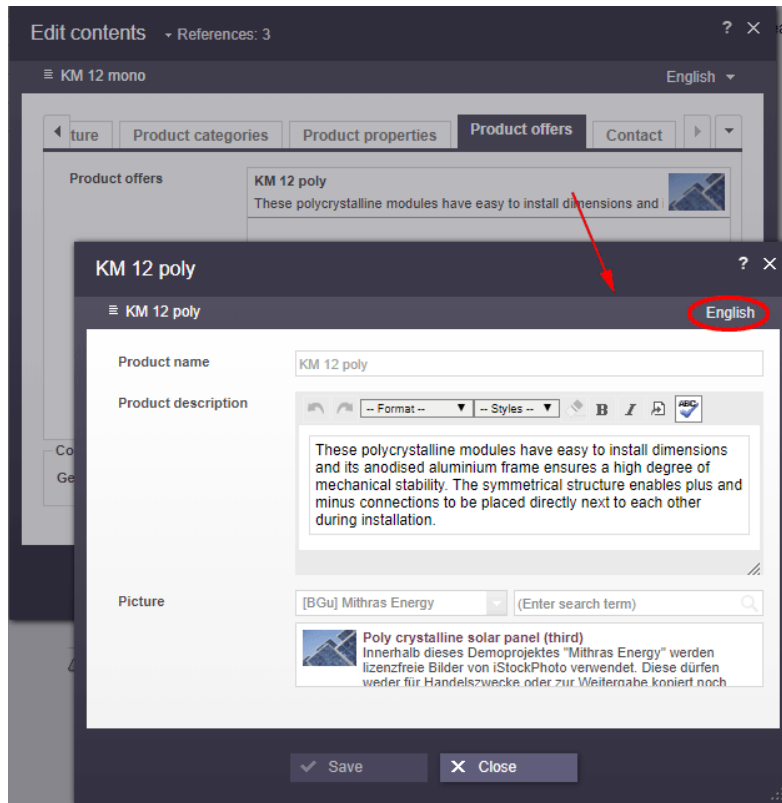 Edit contents References: 3 ?
KM 12 mono English
ture Product categories Product properties Product offers Contact
Product offers
KM 12 poly
These polycrystalline modules have easy to install dimensions and
KM 12 poly ?
KM 12 poly English
Product name KM 12 poly
Product description
-- Format -- -- Styles -- B I ABC
These polycrystalline modules have easy to install dimensions
and its anodised aluminium frame ensures a high degree of
mechanical stability. The symmetrical structure enables plus and
minus connections to be placed directly next to each other
during installation.
Co
Ge
Picture [BGu] Mithras Energy (Enter search term)
Poly crystalline solar panel (third)
Innerhalb dieses Demoprojektes "Mithras Energy" werden
lizenzfreie Bilder von iStockPhoto verwendet. Diese dürfen
weder für Handelszwecke oder zur Weitergabe kopiert noch
Save Close